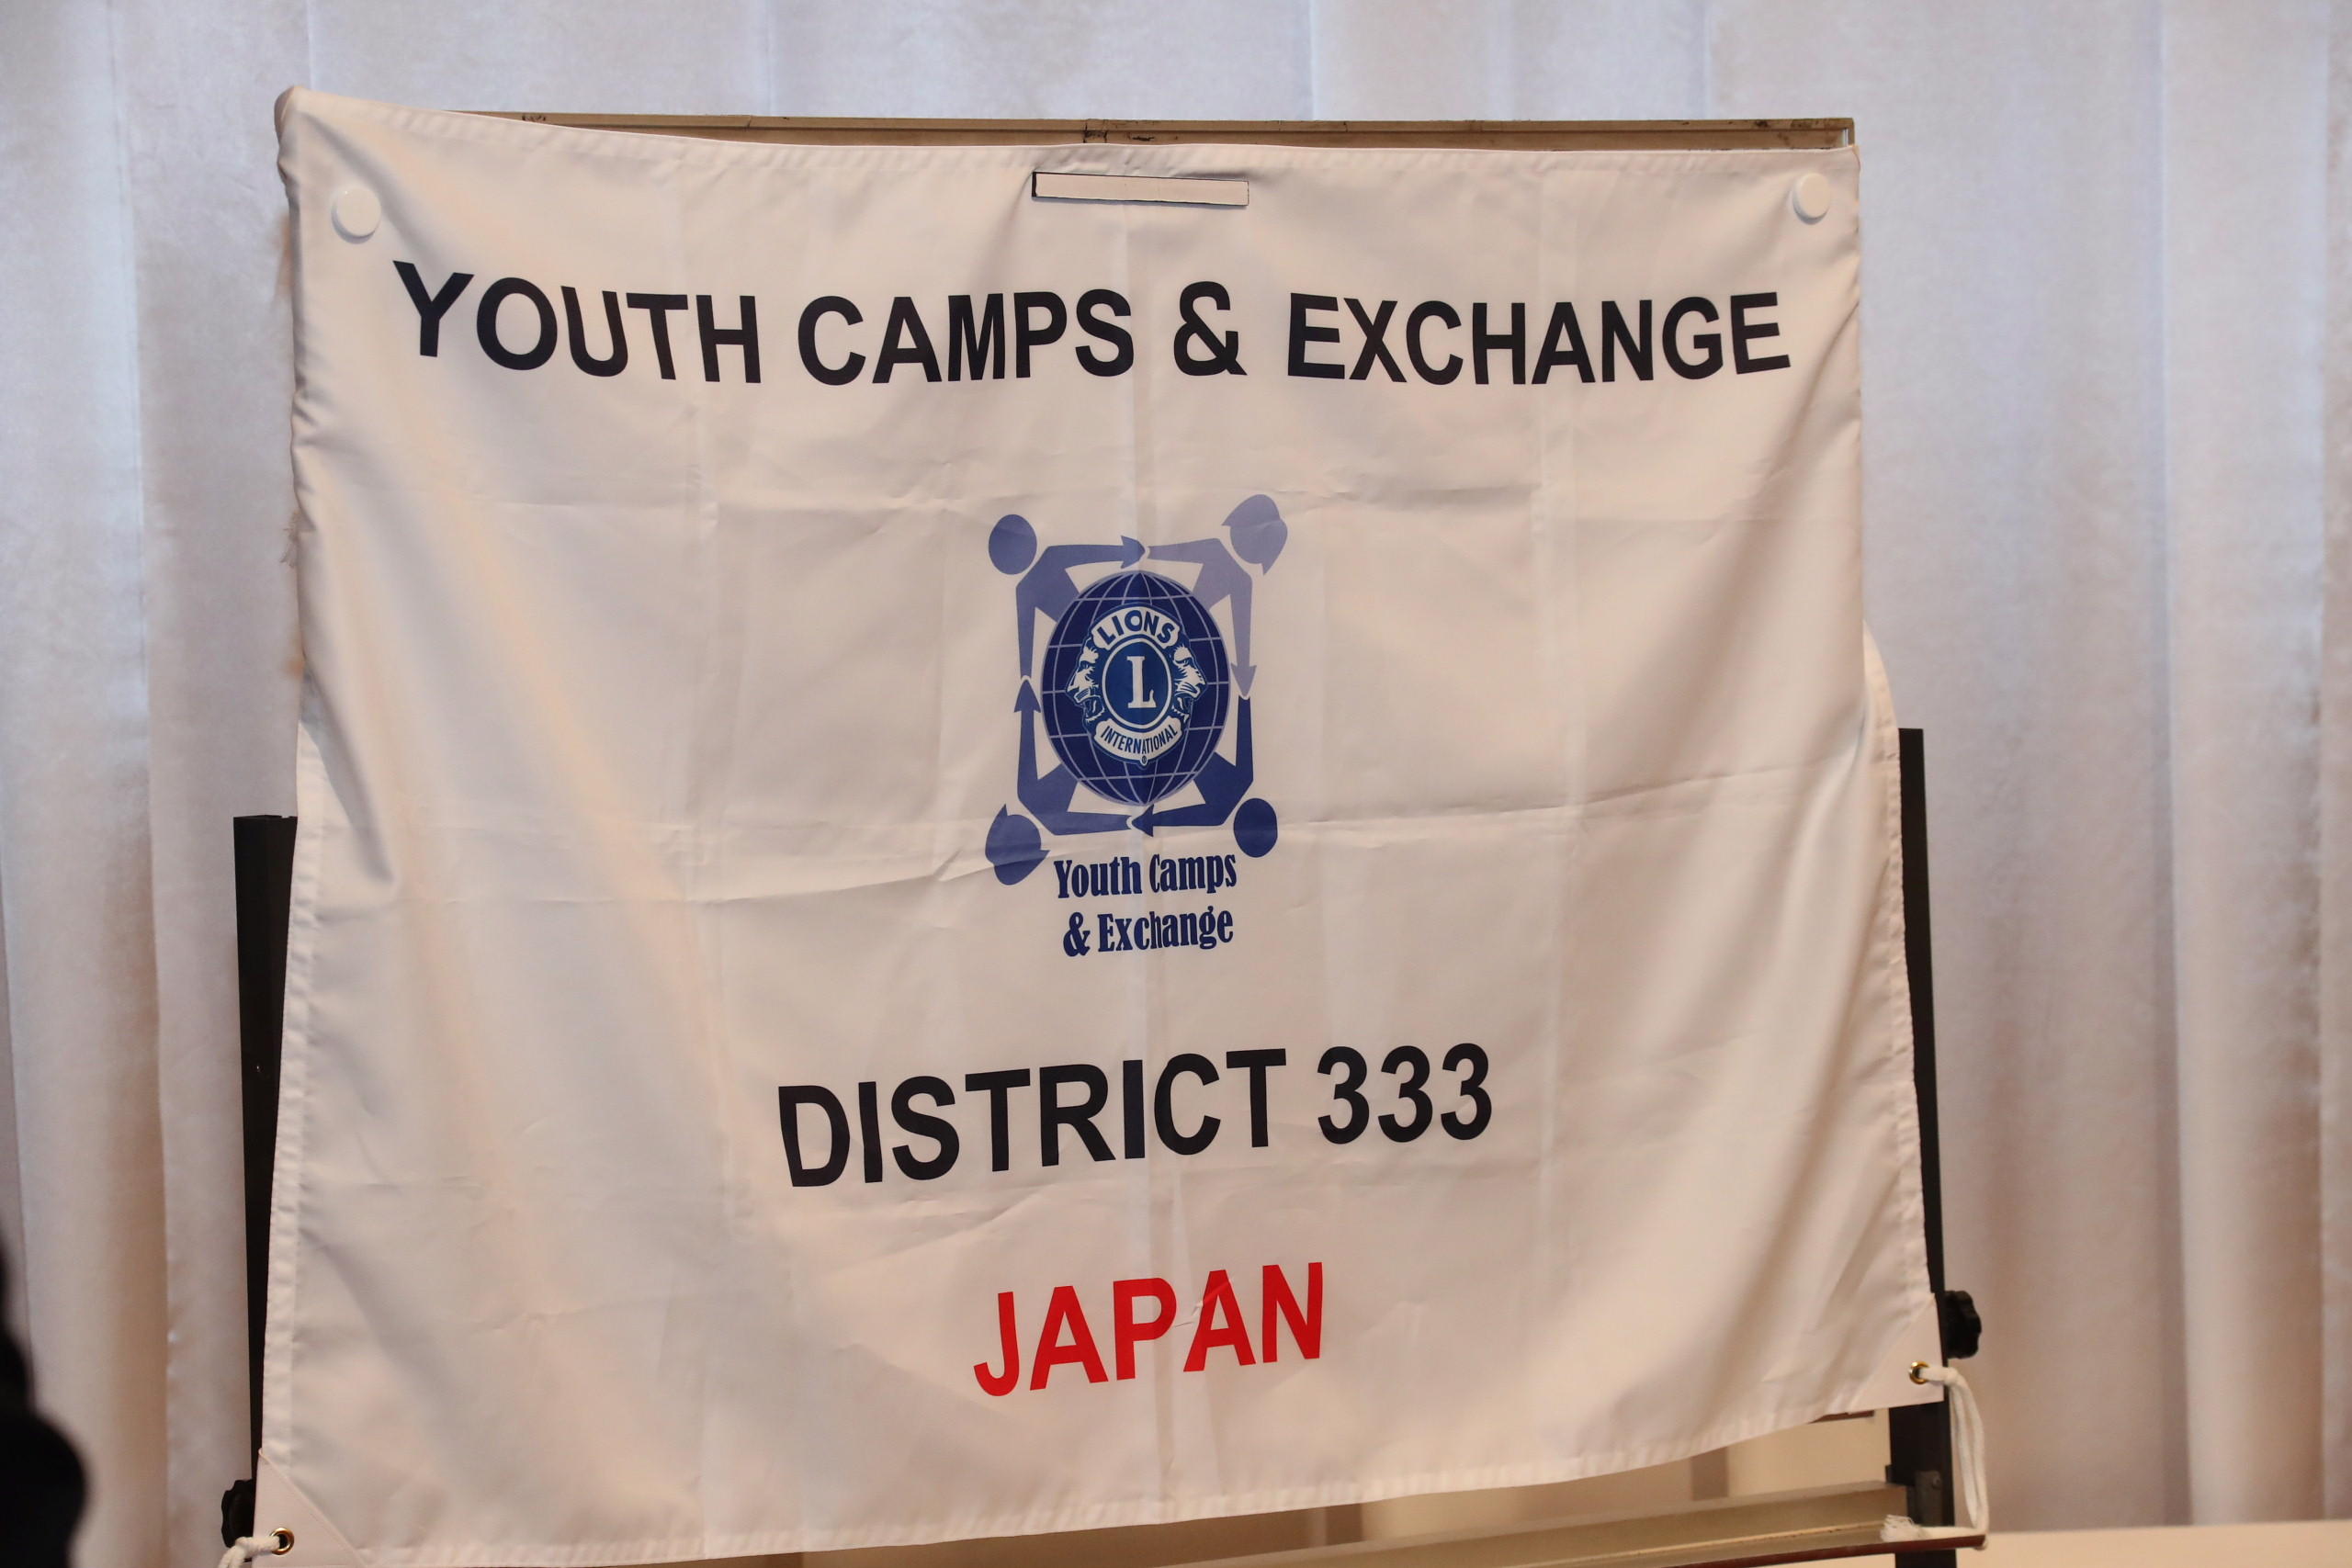 YOUTH CAMPS & EXCHANGE
LIONS
L
INTERNATIONAL
Youth Camps
& Exchange
DISTRICT 333
JAPAN